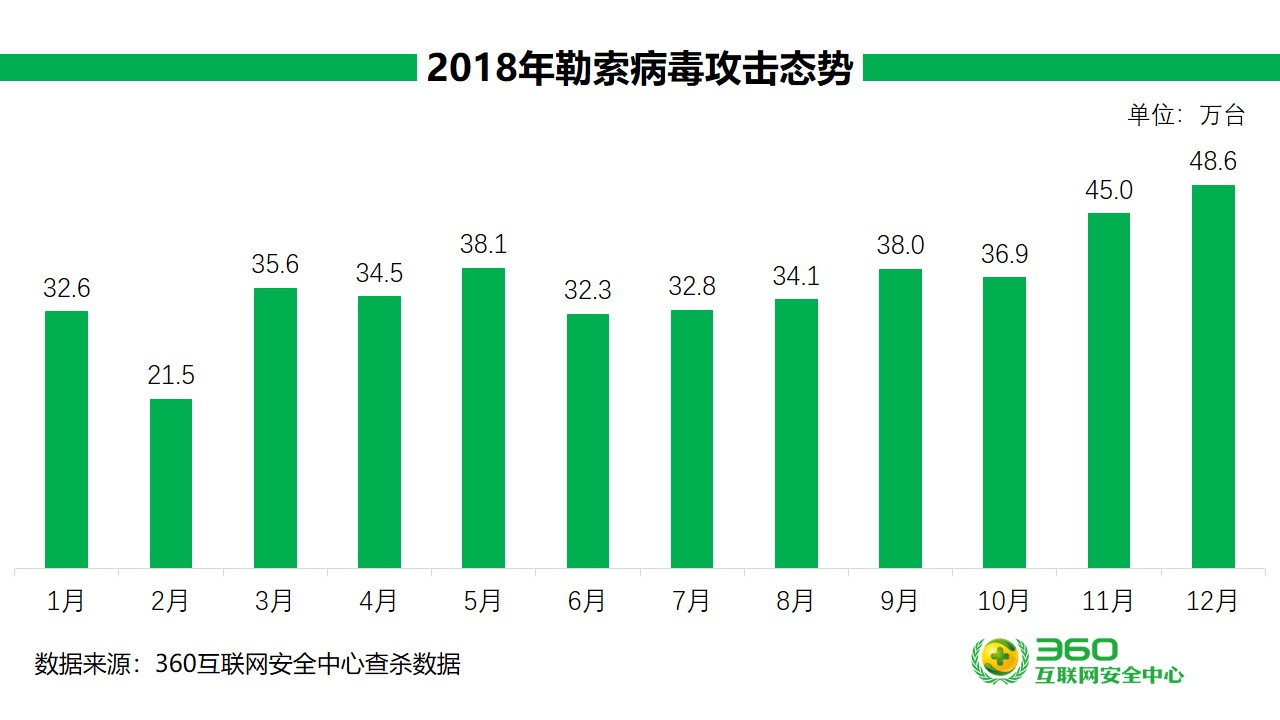 2018年勒索病毒攻击态势
单位：万台
32.6
21.5
35.6
34.5
38.1
32.3
32.8
34.1
38.0
36.9
45.0
48.6
1月
2月
3月
4月
5月
6月
7月
8月
9月
10月
11月
12月
数据来源：360互联网安全中心查杀数据
360
互联网安全中心